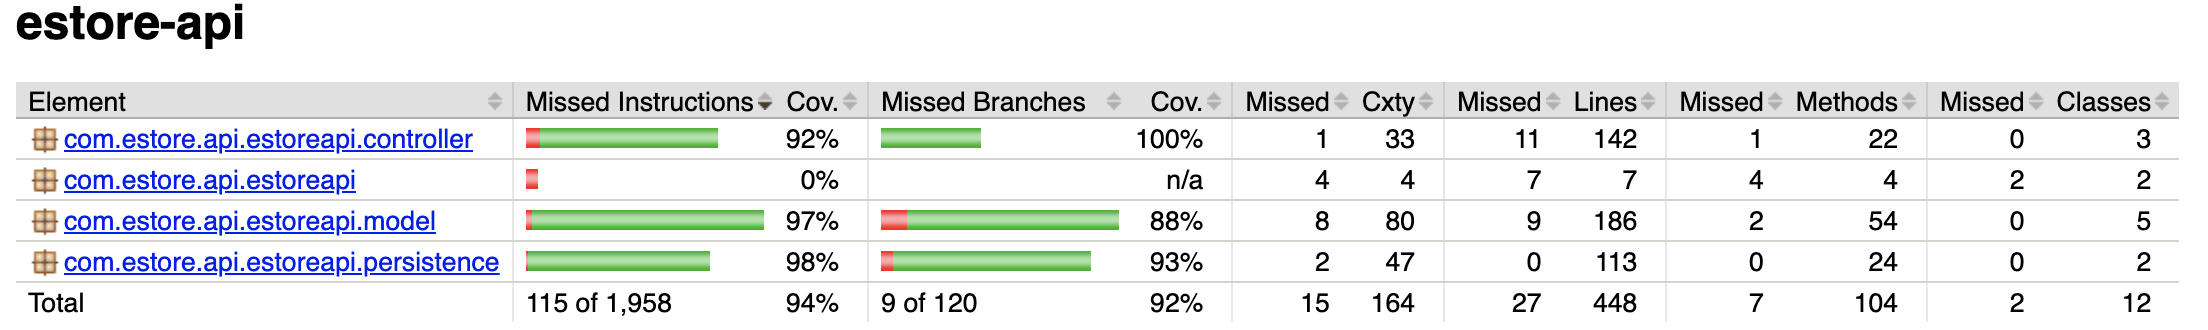 estore-api
Element Missed Instructions Cov. Missed Branches Cov. Missed Cxty Missed Lines Missed Methods Missed Classes
com.estore.api.estoreapi.controller 92% 100% 1 33 11 142 1 22 0 3
com.estore.api.estoreapi 0% n/a 4 4 7 7 4 4 2 2
com.estore.api.estoreapi.model 97% 88% 8 80 9 186 2 54 0 5
com.estore.api.estoreapi.persistence 98% 93% 2 47 0 113 0 24 0 2
Total 115 of 1,958 94% 9 of 120 92% 15 164 27 448 7 104 2 12